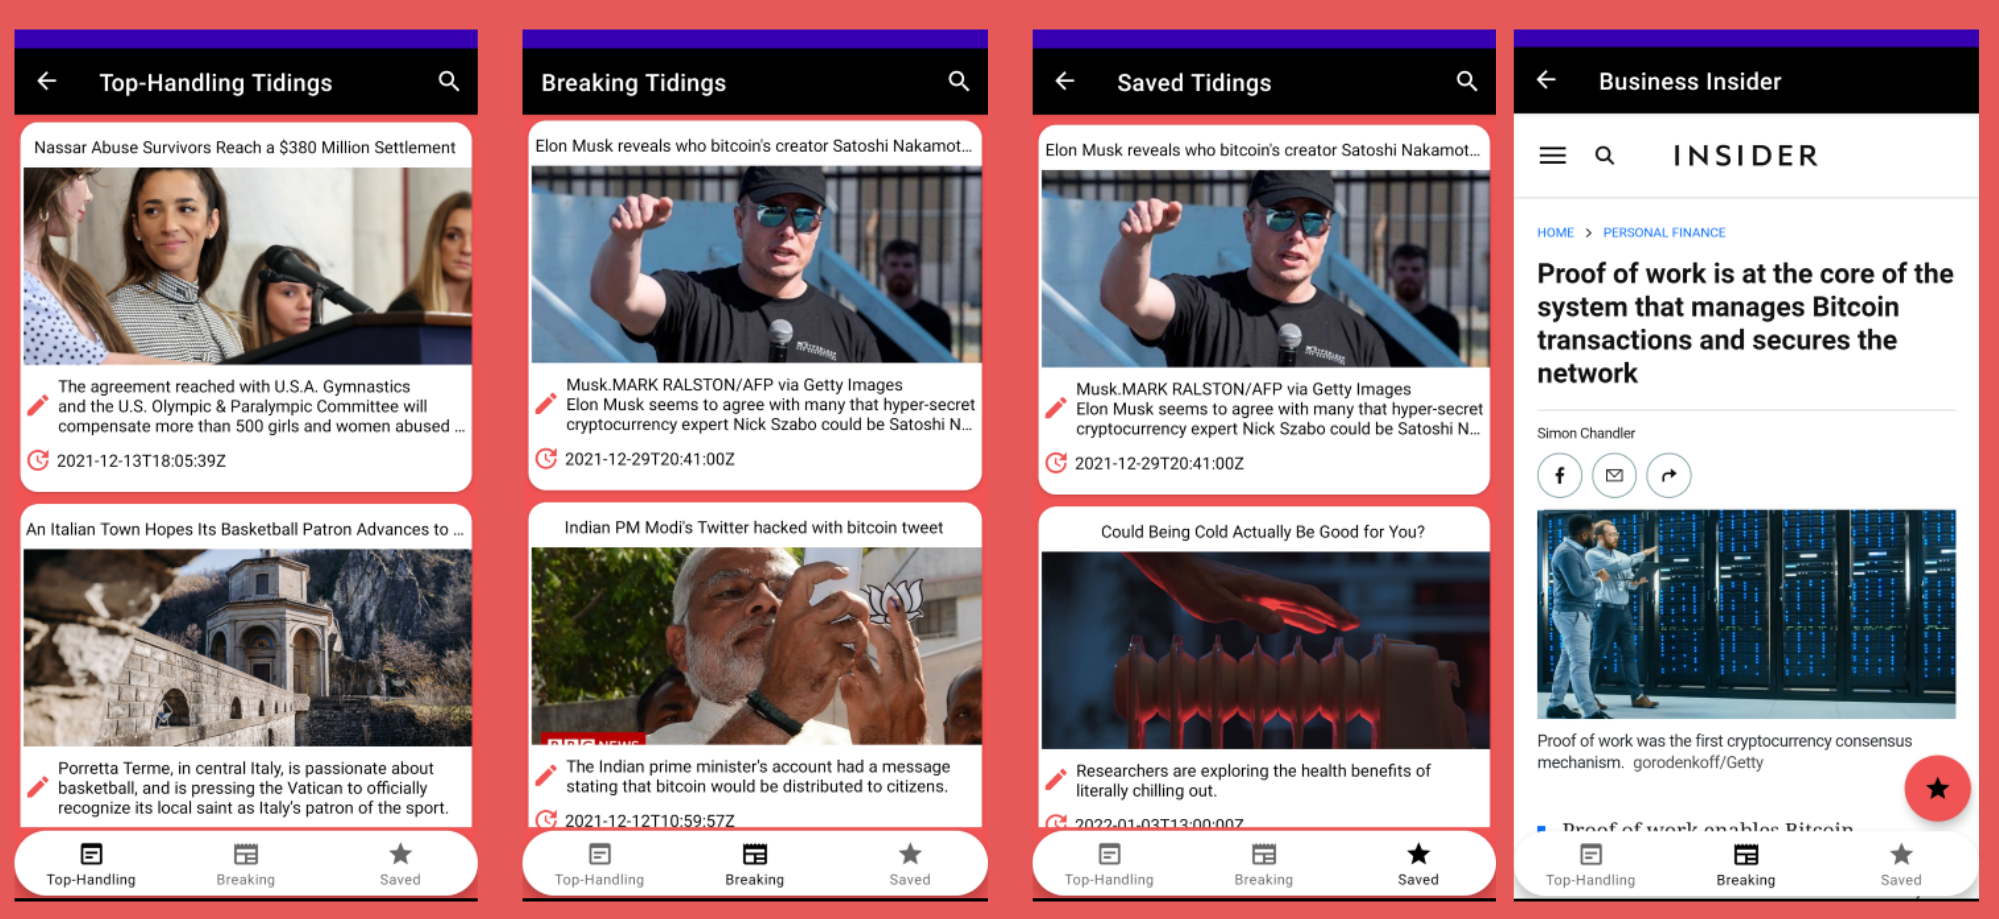 Top-Handling Tidings
Nassar Abuse Survivors Reach a $380 Million Settlement
The agreement reached with U.S.A. Gymnastics
and the U.S. Olympic & Paralympic Committee will
compensate more than 500 girls and women abused ...
2021-12-13T18:05:39Z
An Italian Town Hopes Its Basketball Patron Advances to ...
Porretta Terme, in central Italy, is passionate about
basketball, and is pressing the Vatican to officially
recognize its local saint as Italy's patron of the sport.
Top-Handling
Breaking
Saved
Breaking Tidings
Elon Musk reveals who bitcoin's creator Satoshi Nakamot...
Musk.MARK RALSTON/AFP via Getty Images
Elon Musk seems to agree with many that hyper-secret
cryptocurrency expert Nick Szabo could be Satoshi N...
2021-12-29T20:41:00Z
Indian PM Modi's Twitter hacked with bitcoin tweet
BBC NEWS
The Indian prime minister's account had a message
stating that bitcoin would be distributed to citizens.
2021-12-12T10:59:57Z
Top-Handling
Breaking
Saved
Saved Tidings
Elon Musk reveals who bitcoin's creator Satoshi Nakamot...
Musk.MARK RALSTON/AFP via Getty Images
Elon Musk seems to agree with many that hyper-secret
cryptocurrency expert Nick Szabo could be Satoshi N...
2021-12-29T20:41:00Z
Could Being Cold Actually Be Good for You?
Researchers are exploring the health benefits of
literally chilling out.
2022-01-03T13:00:00Z
Top-Handling
Breaking
Saved
Business Insider
INSIDER
HOME > PERSONAL FINANCE
Proof of work is at the core of the
system that manages Bitcoin
transactions and secures the
network
Simon Chandler
Proof of work was the first cryptocurrency consensus
mechanism. gorodenkoff/Getty
Proof of work enables Bitcoin
Top-Handling
Breaking
Saved